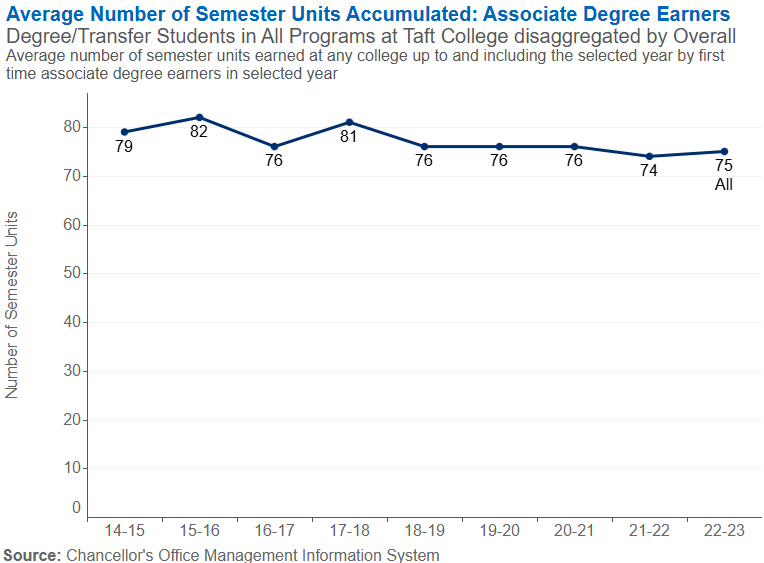 Average Number of Semester Units Accumulated: Associate Degree Earners
Degree/Transfer Students in All Programs at Taft College disaggregated by Overall
Average number of semester units earned at any college up to and including the selected year by first
time associate degree earners in selected year
Number of Semester Units
80
70
60
50
40
30
20
10
0
79
82
76
81
76
76
76
74
75
All
14-15 15-16 16-17 17-18 18-19 19-20 20-21 21-22 22-23
Source: Chancellor's Office Management Information System